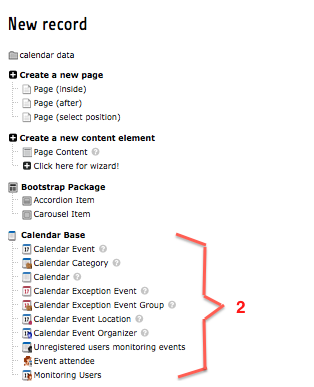 New record
calendar data
Create a new page
Page (inside)
Page (after)
Page (select position)
Create a new content element
Page Content ?
Click here for wizard!
Bootstrap Package
Accordion Item
Carousel Item
Calendar Base
Calendar Event ?
Calendar Category ?
Calendar ?
Calendar Exception Event ?
Calendar Exception Event Group ?
2
Calendar Event Location ?
Calendar Event Organizer ?
Unregistered users monitoring events
Event attendee
Monitoring Users